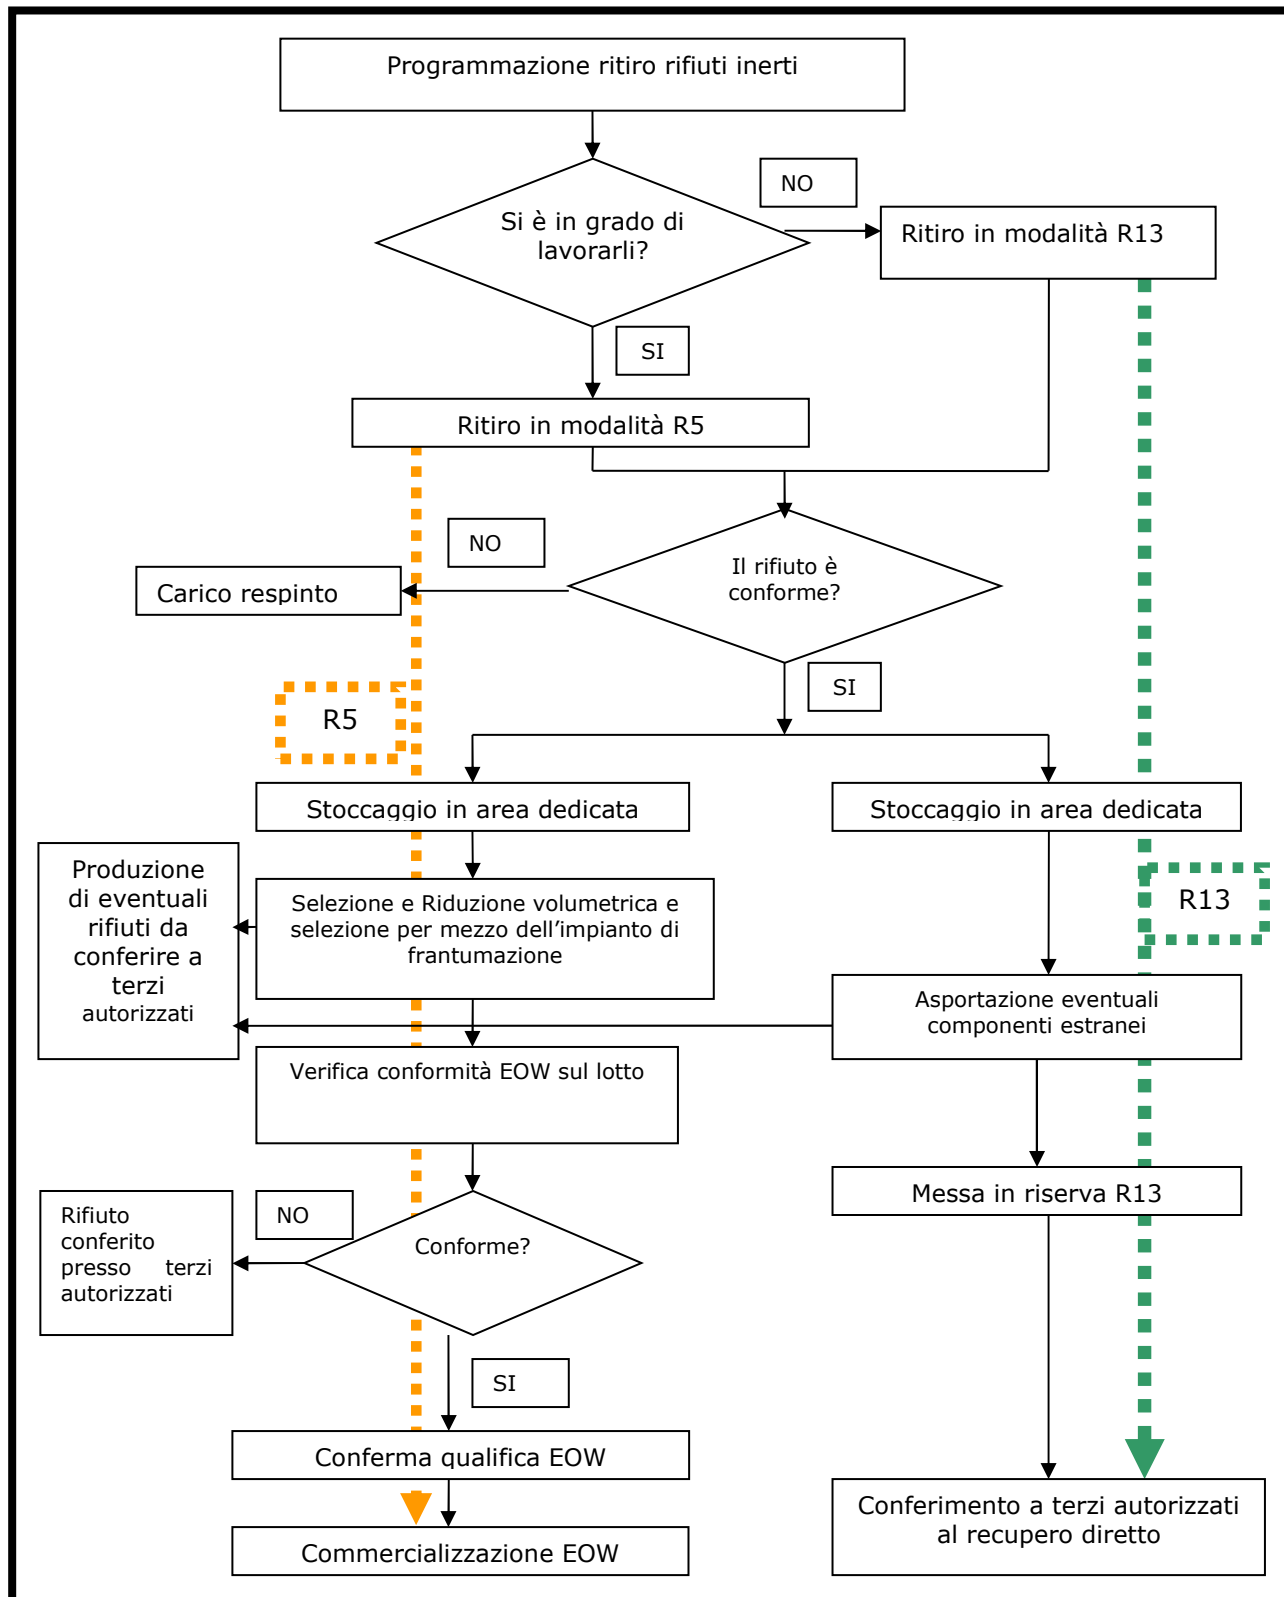 Programmazione ritiro rifiuti inerti
NO
Si è in grado di
lavorarli?
Ritiro in modalità R13
SI
Ritiro in modalità R5
NO
Il rifiuto è
conforme?
Carico respinto
SI
R5
Stoccaggio in area dedicata
Stoccaggio in area dedicata
Produzione
di eventuali
rifiuti da
conferire a
terzi
autorizzati
Selezione e Riduzione volumetrica e
selezione per mezzo dell’impianto di
frantumazione
R13
Asportazione eventuali
componenti estranei
Verifica conformità EOW sul lotto
Messa in riserva R13
Rifiuto
conferito
presso terzi
autorizzati
NO
Conforme?
SI
Conferma qualifica EOW
Conferimento a terzi autorizzati
al recupero diretto
Commercializzazione EOW